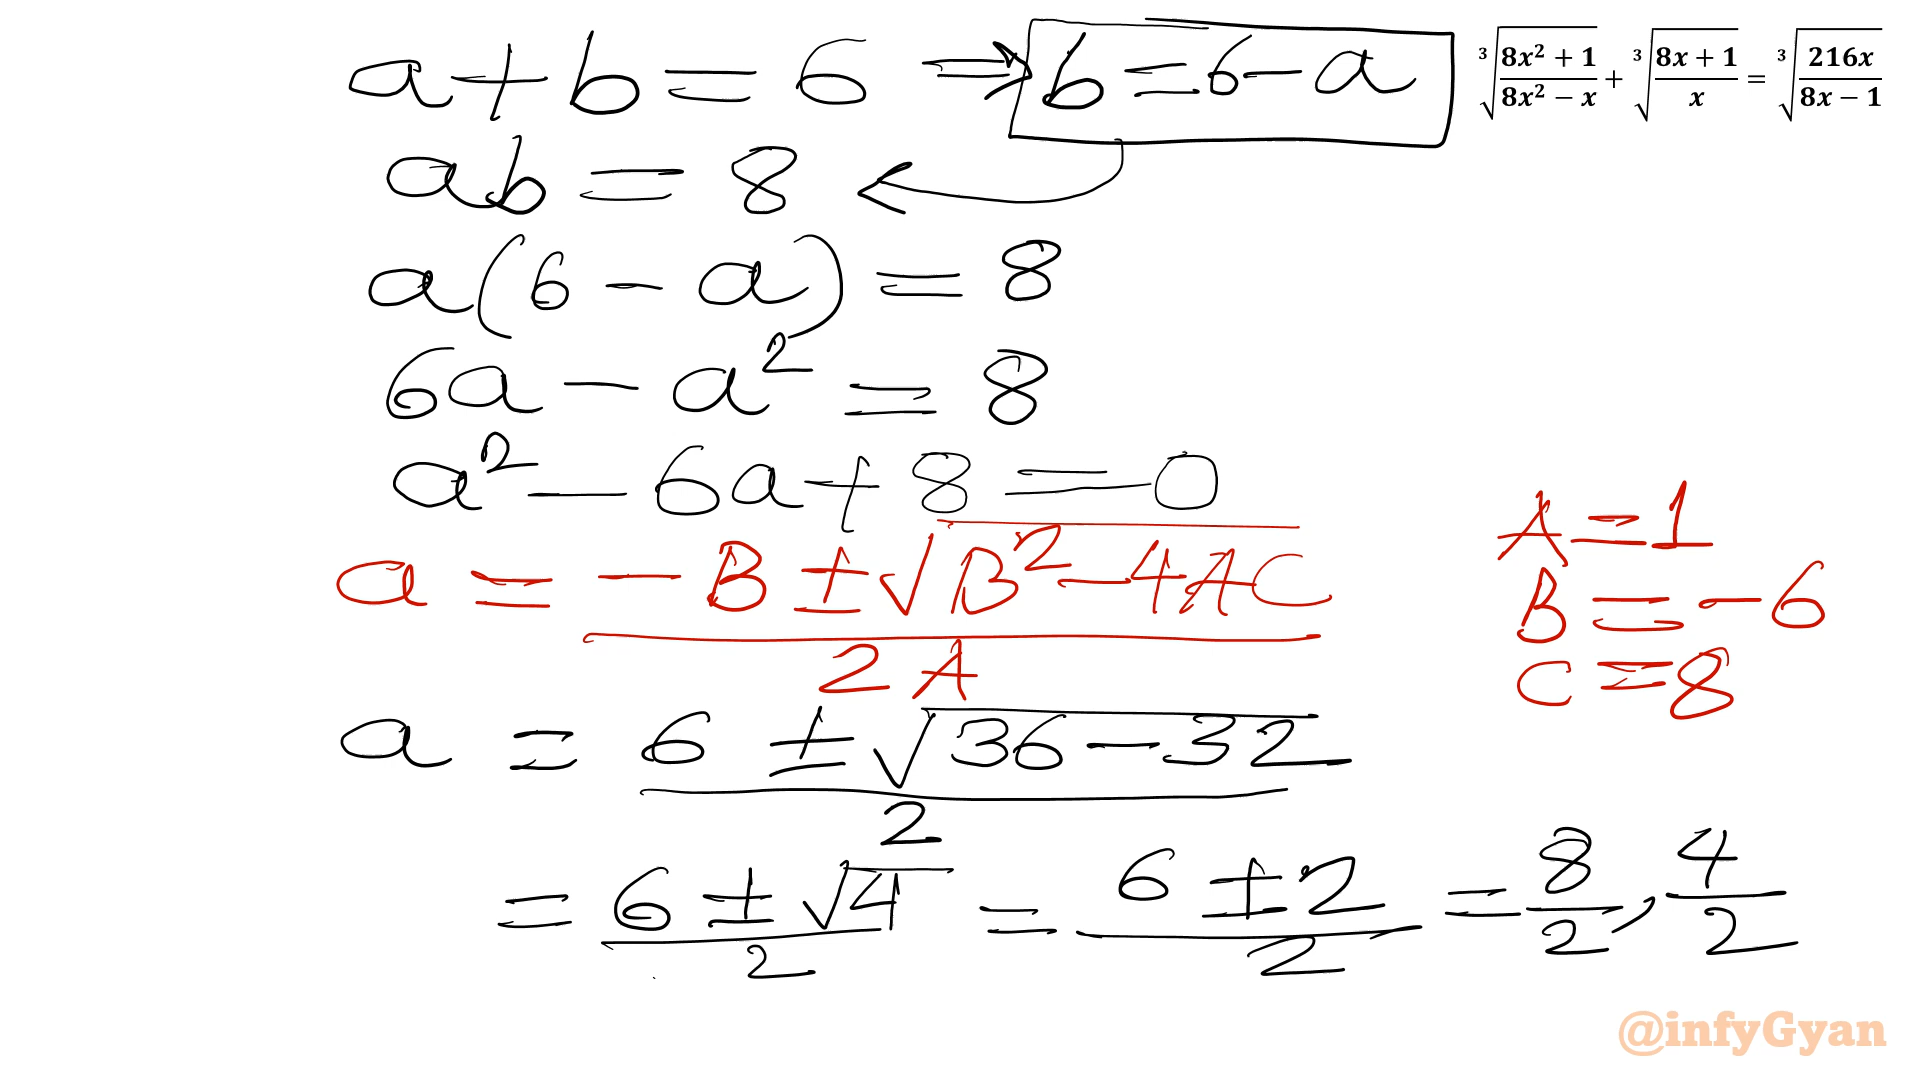 a + b = 6 ⇒ b = 6 - a
∛((8x² + 1)/(8x² − x)) + ∛((8x + 1)/x) = ∛(216x/(8x − 1))
ab = 8 ←
a(6 - a) = 8
6a - a² = 8
a² - 6a + 8 = 0
a = (-B ± √(B² - 4AC))/(2A)
A = 1
B = -6
C = 8
a = (6 ± √(36 - 32))/2
= (6 ± √4)/2 = (6 ± 2)/2 = 8/2, 4/2
@infyGyan